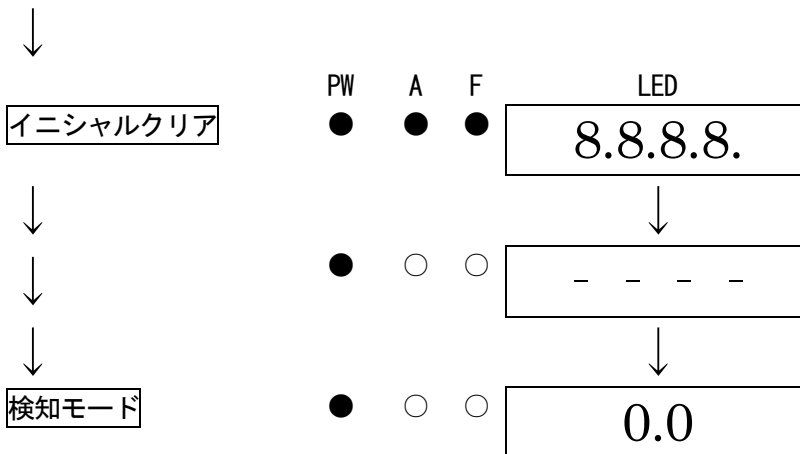 ↓
PW A F LED
イニシャルクリア ● ● ● 8.8.8.8.
↓ ↓
↓ ● ○ ○ - - - -
↓ ↓
検知モード ● ○ ○ 0.0